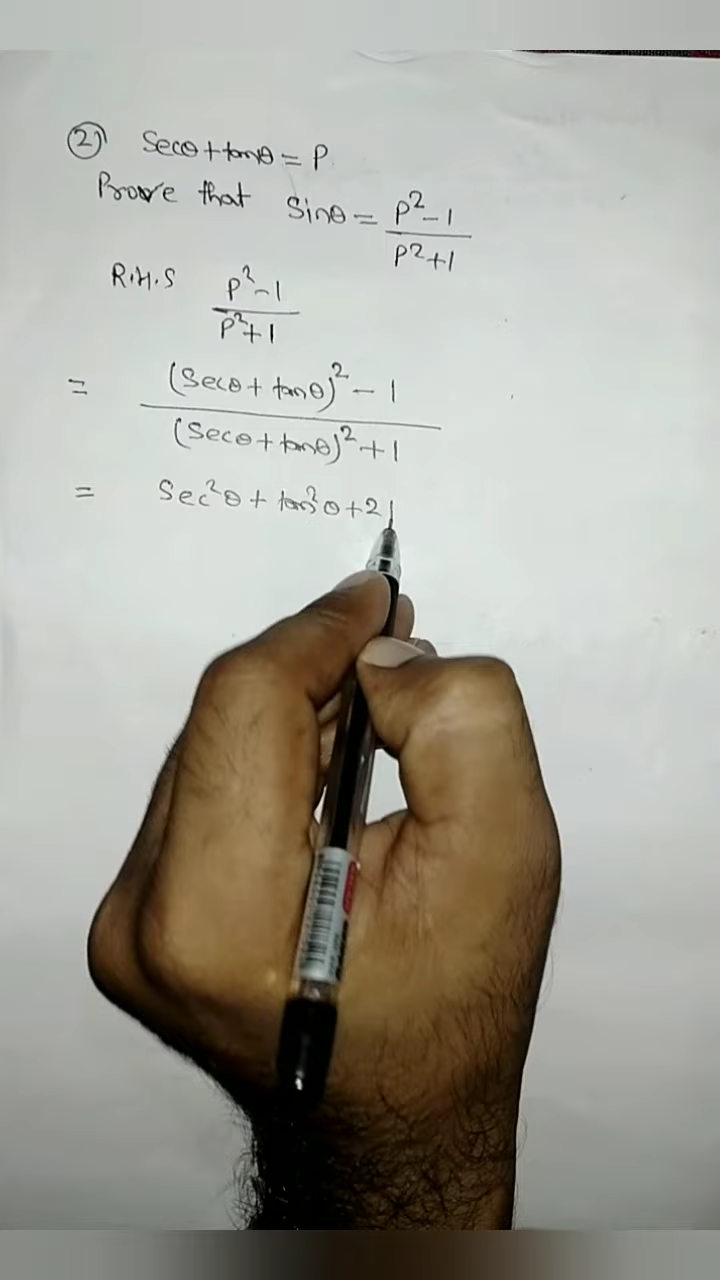 ② Secθ + tanθ = P.
Prove that Sinθ = P² - 1 / P² + 1
R.H.S P² - 1 / P² + 1
= (Secθ + tanθ)² - 1 / (Secθ + tanθ)² + 1
= Sec²θ + tan²θ + 2